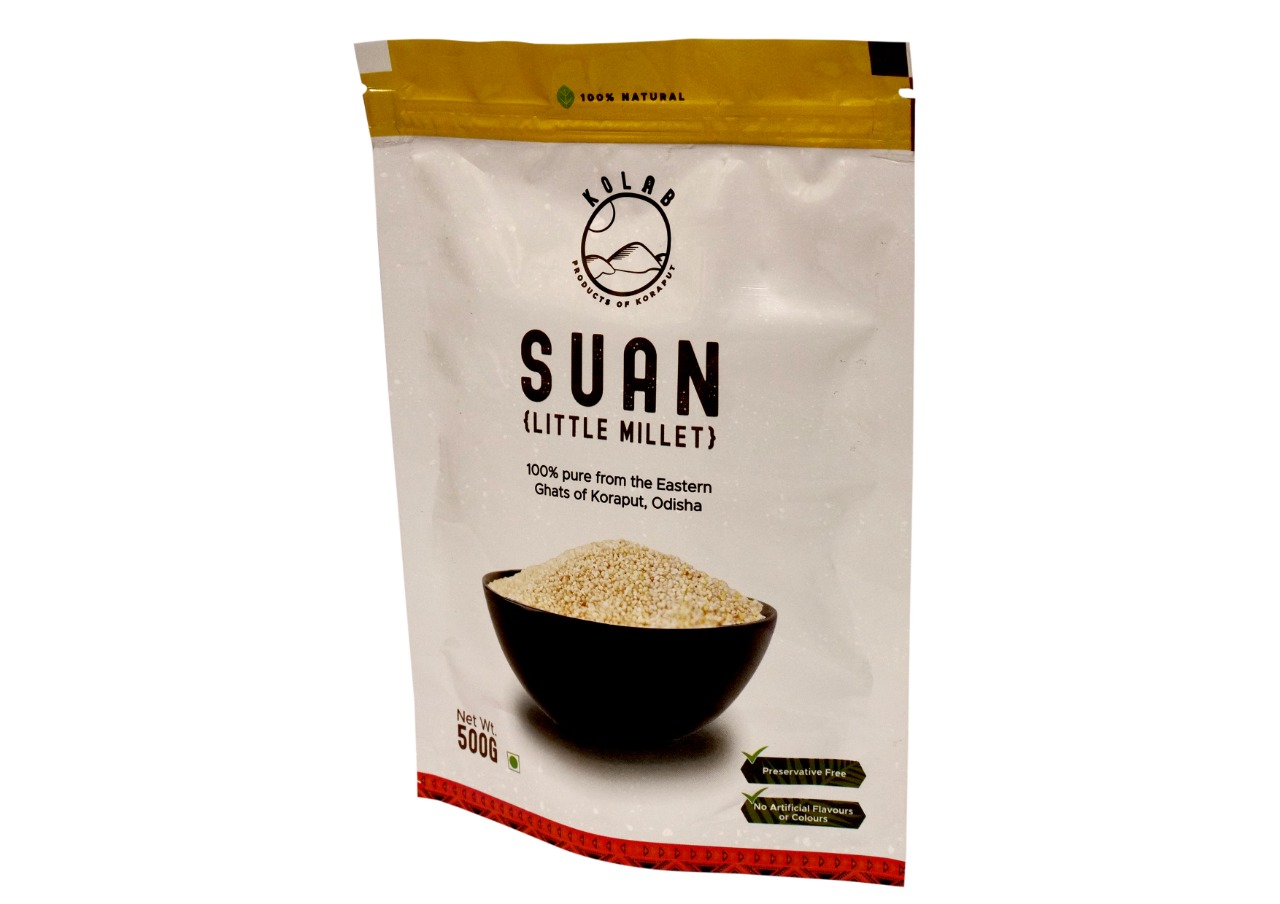 100% NATURAL
KOLAB
PRODUCTS OF KORAPUT
SUAN
{LITTLE MILLET}
100% pure from the Eastern
Ghats of Koraput, Odisha
Net Wt.
500G
Preservative Free
No Artificial Flavours
or Colours